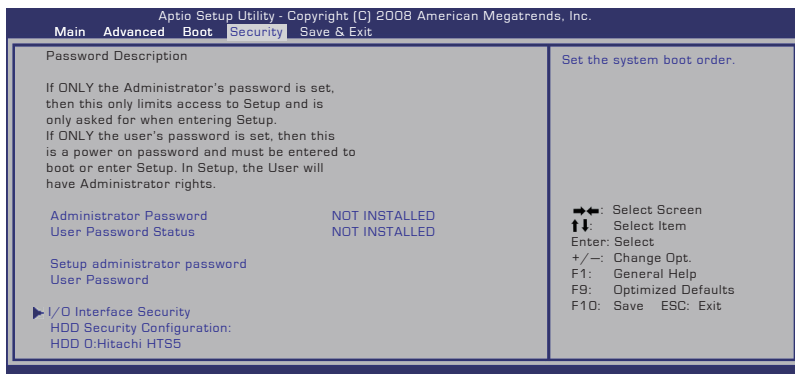 Aptio Setup Utility - Copyright (C) 2008 American Megatrends, Inc.
Main Advanced Boot Security Save & Exit
Password Description
If ONLY the Administrator's password is set,
then this only limits access to Setup and is
only asked for when entering Setup.
If ONLY the user's password is set, then this
is a power on password and must be entered to
boot or enter Setup. In Setup, the User will
have Administrator rights.
Administrator Password NOT INSTALLED
User Password Status NOT INSTALLED
Setup administrator password
User Password
I/O Interface Security
HDD Security Configuration:
HDD 0:Hitachi HTS5
Set the system boot order.
→←: Select Screen
↑↓: Select Item
Enter: Select
+/—: Change Opt.
F1: General Help
F9: Optimized Defaults
F10: Save ESC: Exit